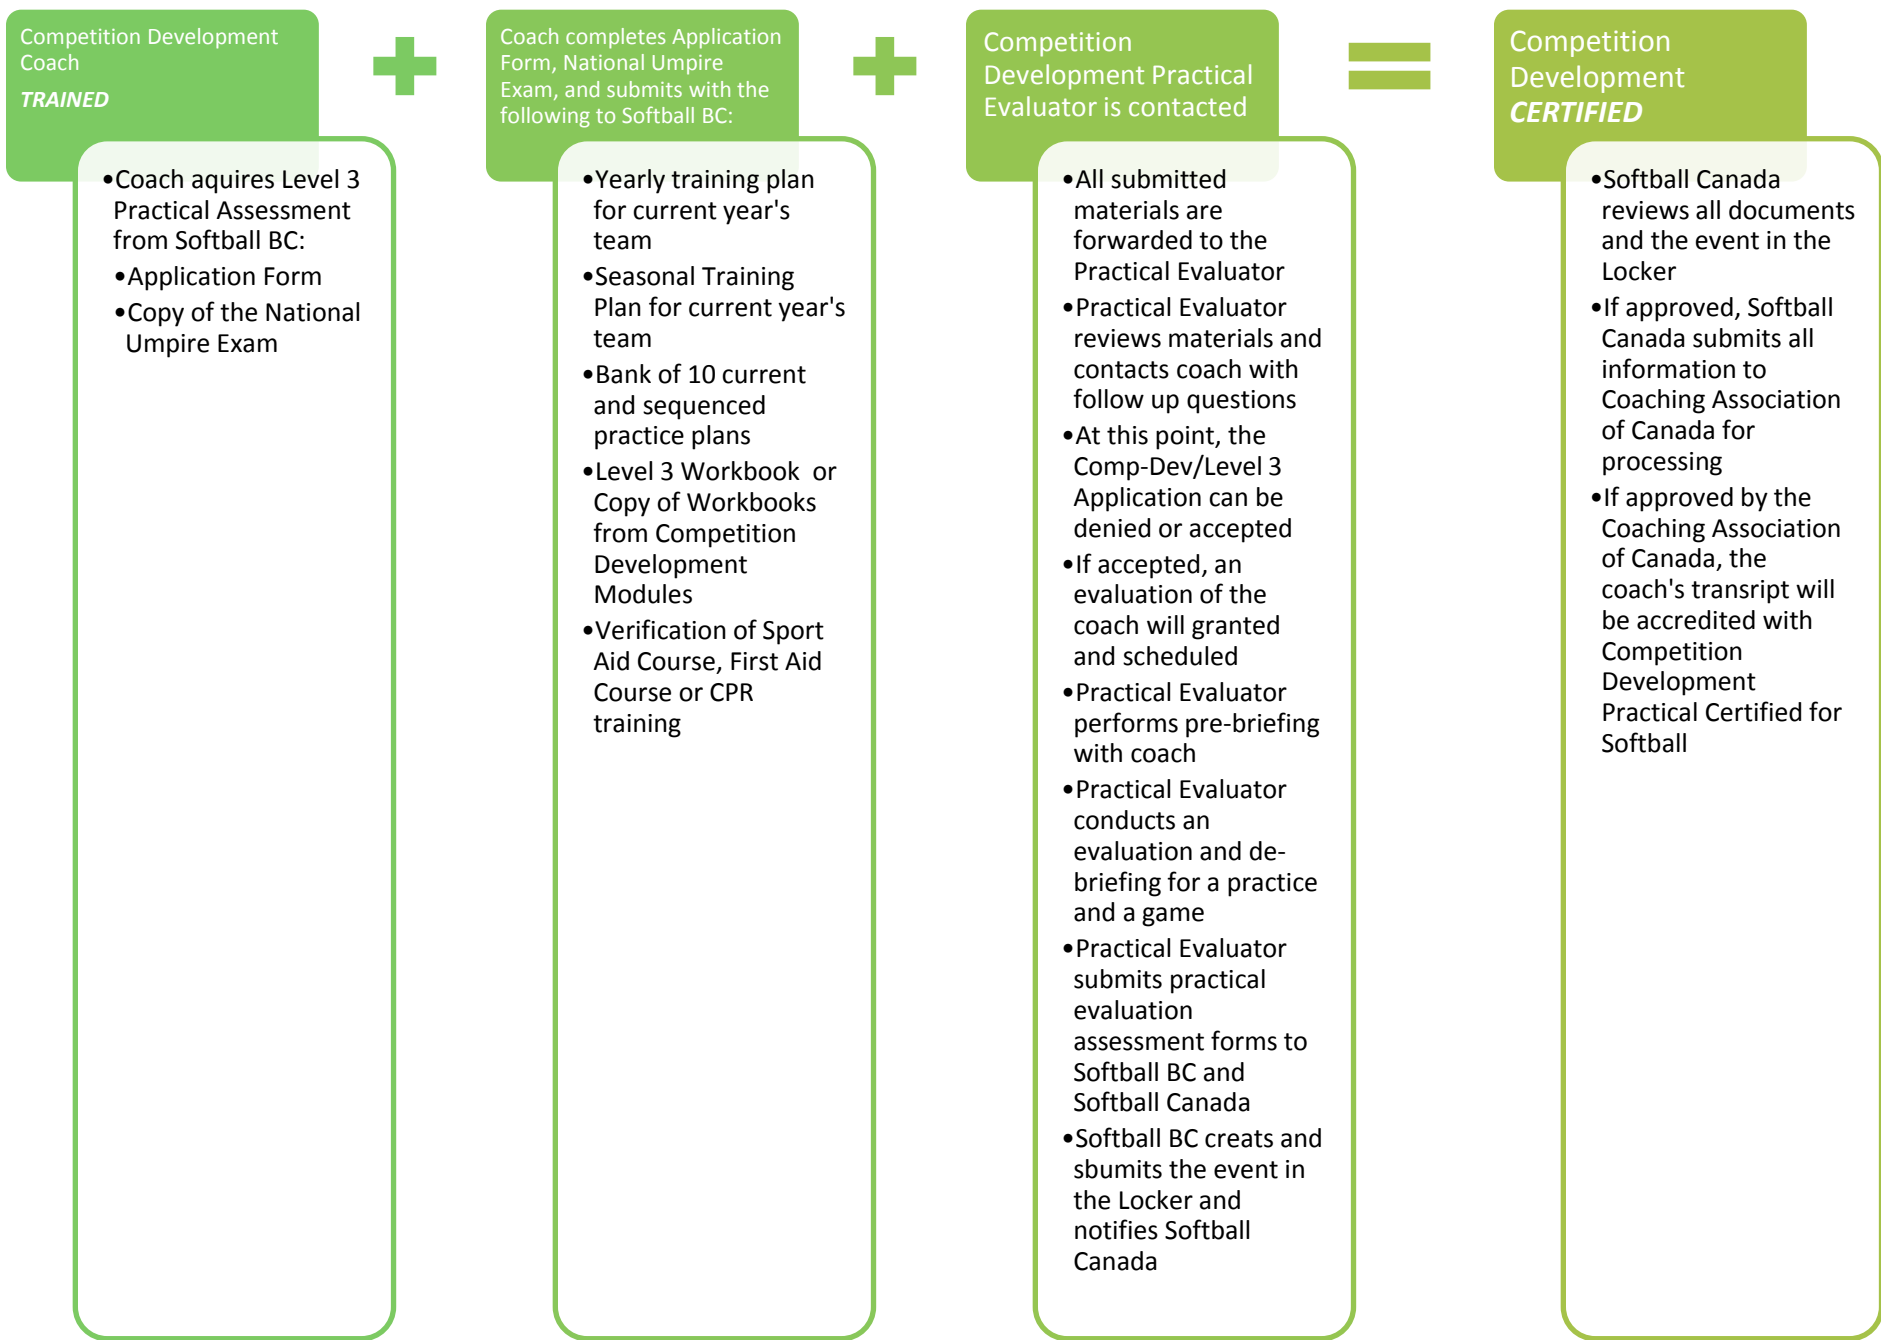 Competition Development
Coach
TRAINED
•Coach aquires Level 3
Practical Assessment
from Softball BC:
•Application Form
•Copy of the National
Umpire Exam
Coach completes Application
Form, National Umpire
Exam, and submits with the
following to Softball BC:
•Yearly training plan
for current year's
team
•Seasonal Training
Plan for current year's
team
•Bank of 10 current
and sequenced
practice plans
•Level 3 Workbook or
Copy of Workbooks
from Competition
Development
Modules
•Verification of Sport
Aid Course, First Aid
Course or CPR
training
Competition
Development Practical
Evaluator is contacted
•All submitted
materials are
forwarded to the
Practical Evaluator
•Practical Evaluator
reviews materials and
contacts coach with
follow up questions
•At this point, the
Comp-Dev/Level 3
Application can be
denied or accepted
•If accepted, an
evaluation of the
coach will granted
and scheduled
•Practical Evaluator
performs pre-briefing
with coach
•Practical Evaluator
conducts an
evaluation and de-
briefing for a practice
and a game
•Practical Evaluator
submits practical
evaluation
assessment forms to
Softball BC and
Softball Canada
•Softball BC creats and
sbumits the event in
the Locker and
notifies Softball
Canada
Competition
Development
CERTIFIED
•Softball Canada
reviews all documents
and the event in the
Locker
•If approved, Softball
Canada submits all
information to
Coaching Association
of Canada for
processing
•If approved by the
Coaching Association
of Canada, the
coach's transript will
be accredited with
Competition
Development
Practical Certified for
Softball